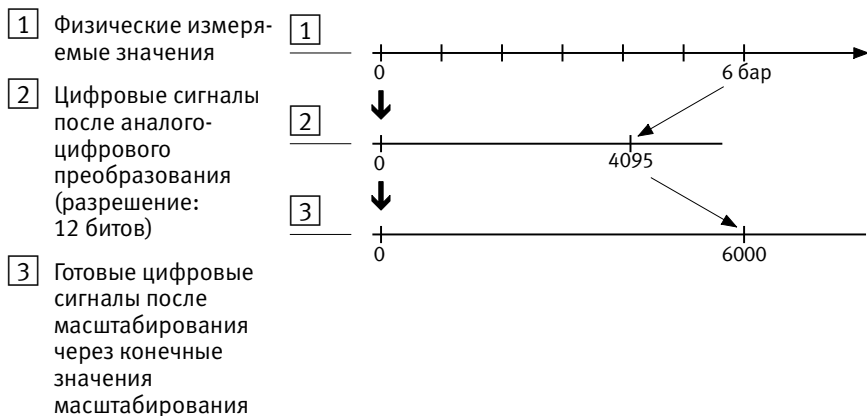 1 Физические измеря-
емые значения
2 Цифровые сигналы
после аналого-
цифрового
преобразования
(разрешение:
12 битов)
3 Готовые цифровые
сигналы после
масштабирования
через конечные
значения
масштабирования
1
0 6 бар
2
0 4095
3
0 6000